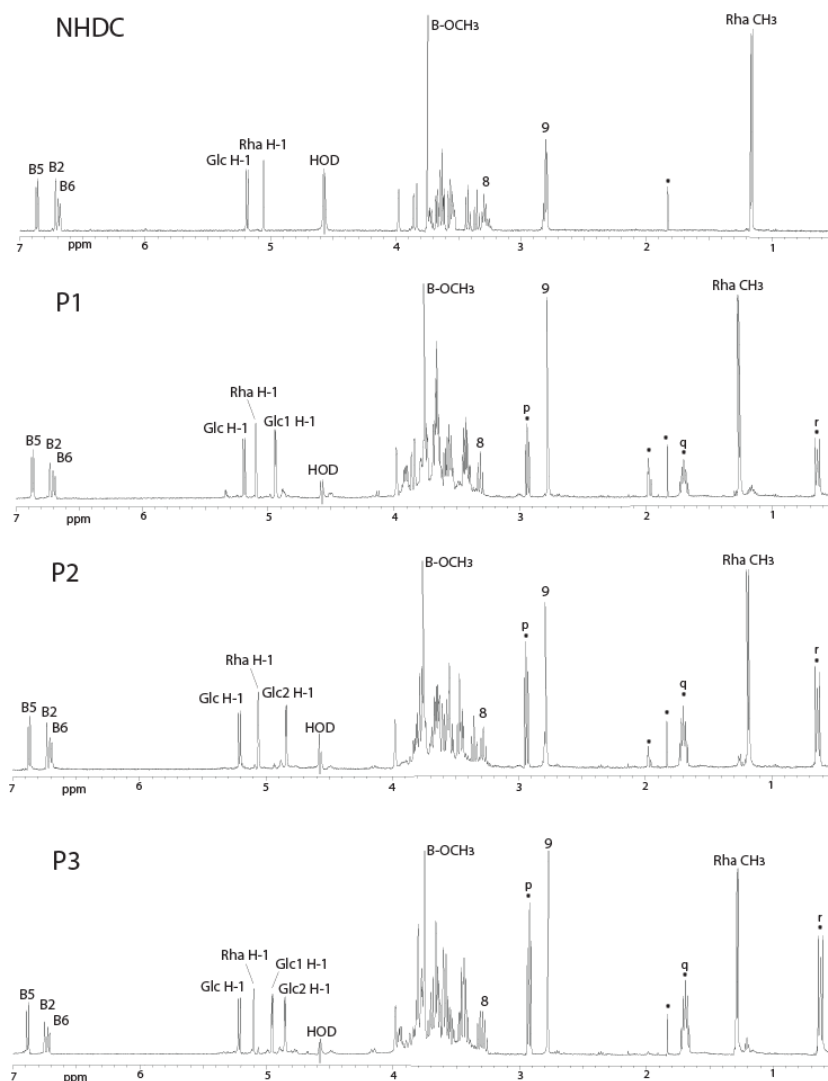 NHDC
B-OCH3
Rha CH3
9
Rha H-1
Glc H-1
HOD
B5
B2
B6
8
7 ppm 6 5 4 3 2 1
P1
B-OCH3
9
Rha CH3
Rha H-1
Glc H-1
Glc1 H-1
p
B5
B2
B6
8
HOD
q
r
7 ppm 6 5 4 3 2 1
P2
B-OCH3
9
Rha CH3
p
Rha H-1
Glc H-1
Glc2 H-1
r
q
B5
B2
B6
HOD
8
7 ppm 6 5 4 3 2 1
P3
B-OCH3
9
Rha CH3
p
r
Rha H-1
Glc1 H-1
Glc H-1
Glc2 H-1
q
B5
B2
B6
8
HOD
7 ppm 6 5 4 3 2 1